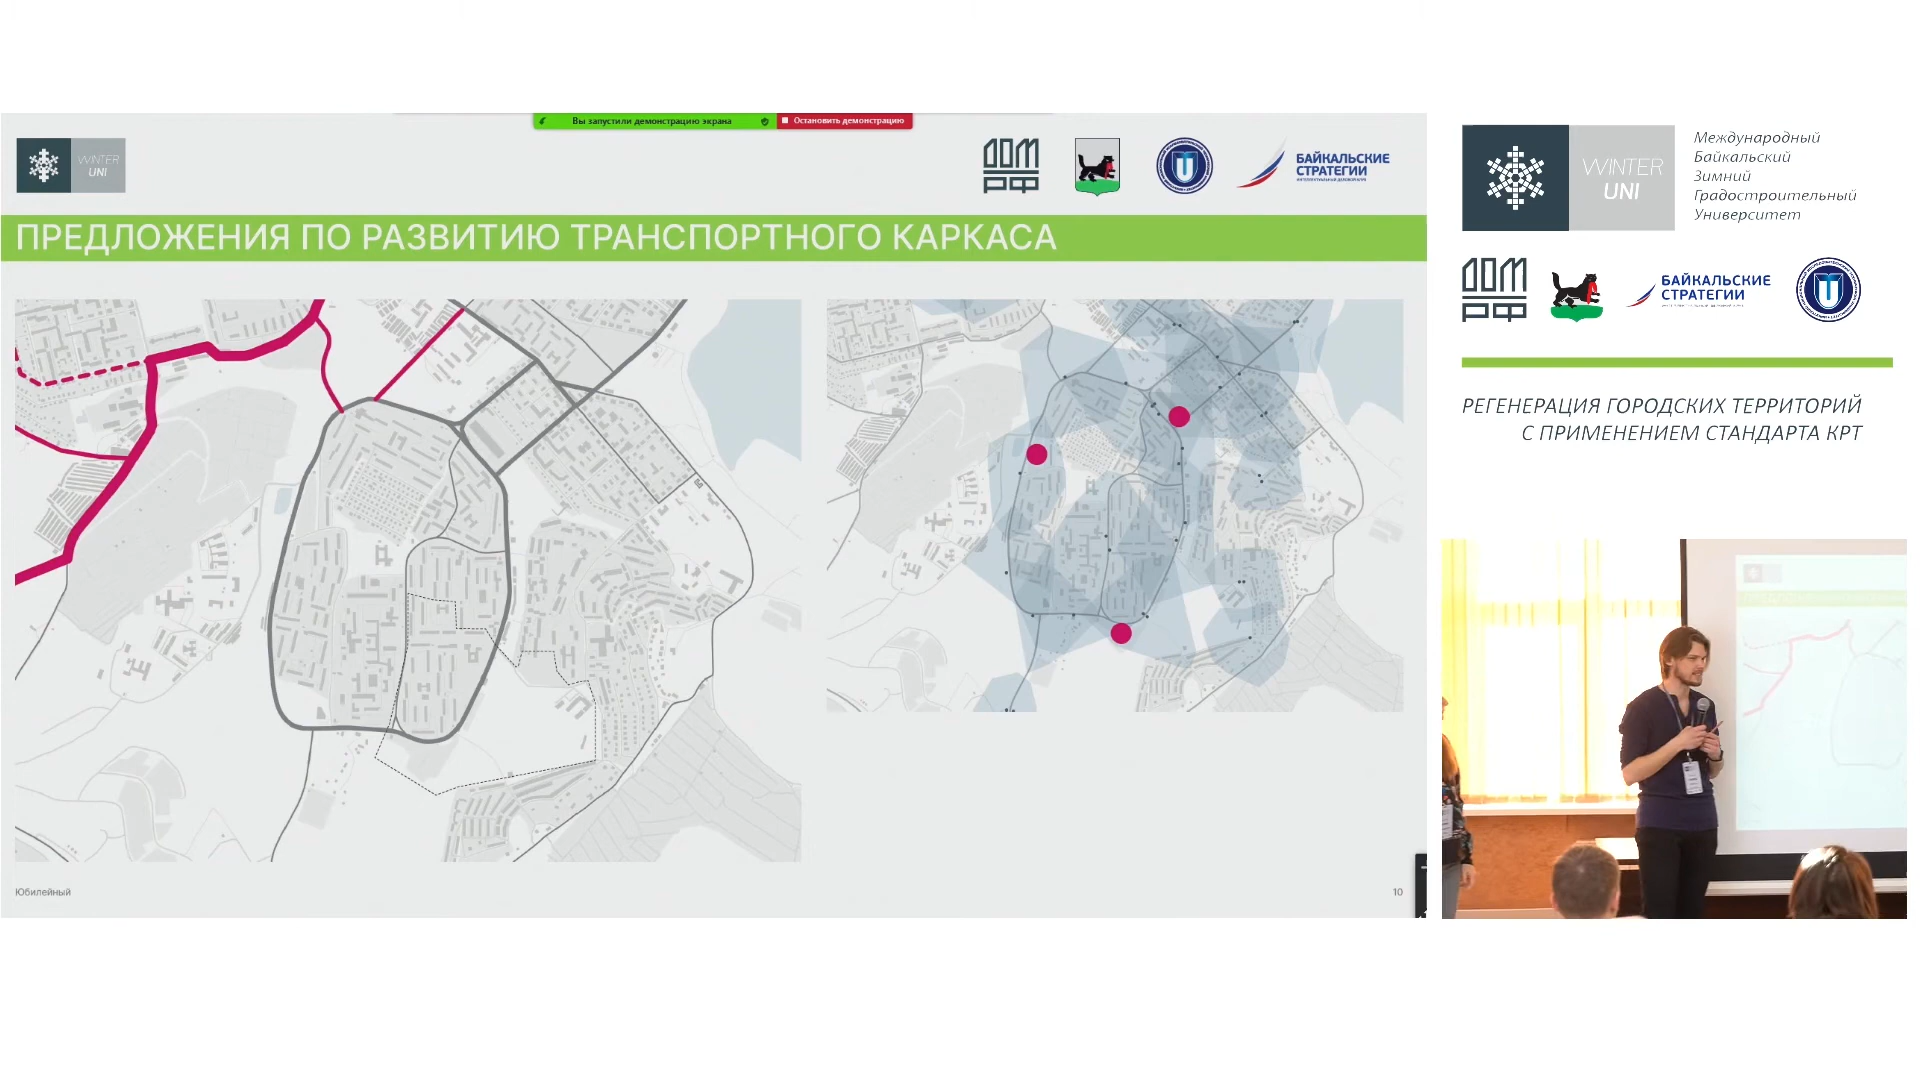 Вы запустили демонстрацию экрана
Остановить демонстрацию
WINTER
UNI
ДОМ
РФ
БАЙКАЛЬСКИЕ
СТРАТЕГИИ
ПРЕДЛОЖЕНИЯ ПО РАЗВИТИЮ ТРАНСПОРТНОГО КАРКАСА
Юбилейный
10
WINTER
UNI
Международный
Байкальский
Зимний
Градостроительный
Университет
ДОМ
РФ
БАЙКАЛЬСКИЕ
СТРАТЕГИИ
РЕГЕНЕРАЦИЯ ГОРОДСКИХ ТЕРРИТОРИЙ
С ПРИМЕНЕНИЕМ СТАНДАРТА КРТ